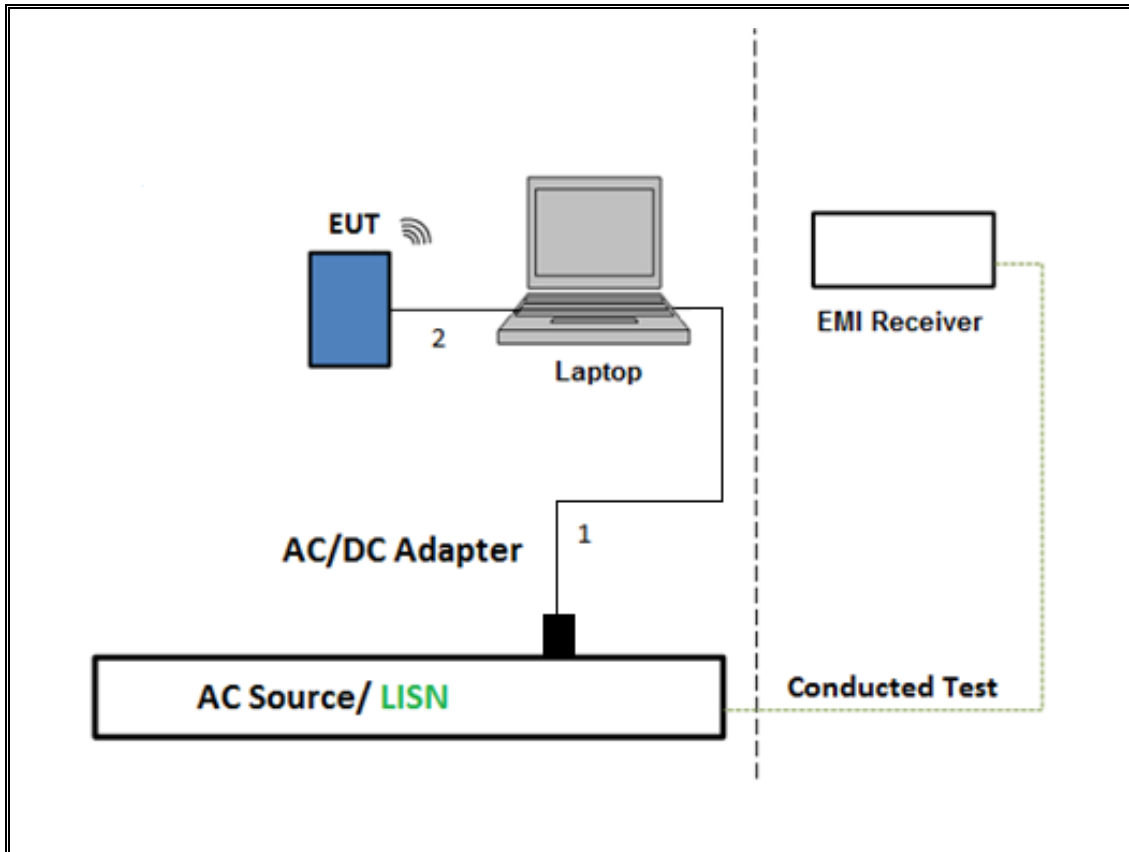 EUT
2
Laptop
EMI Receiver
1
AC/DC Adapter
AC Source/ LISN
Conducted Test